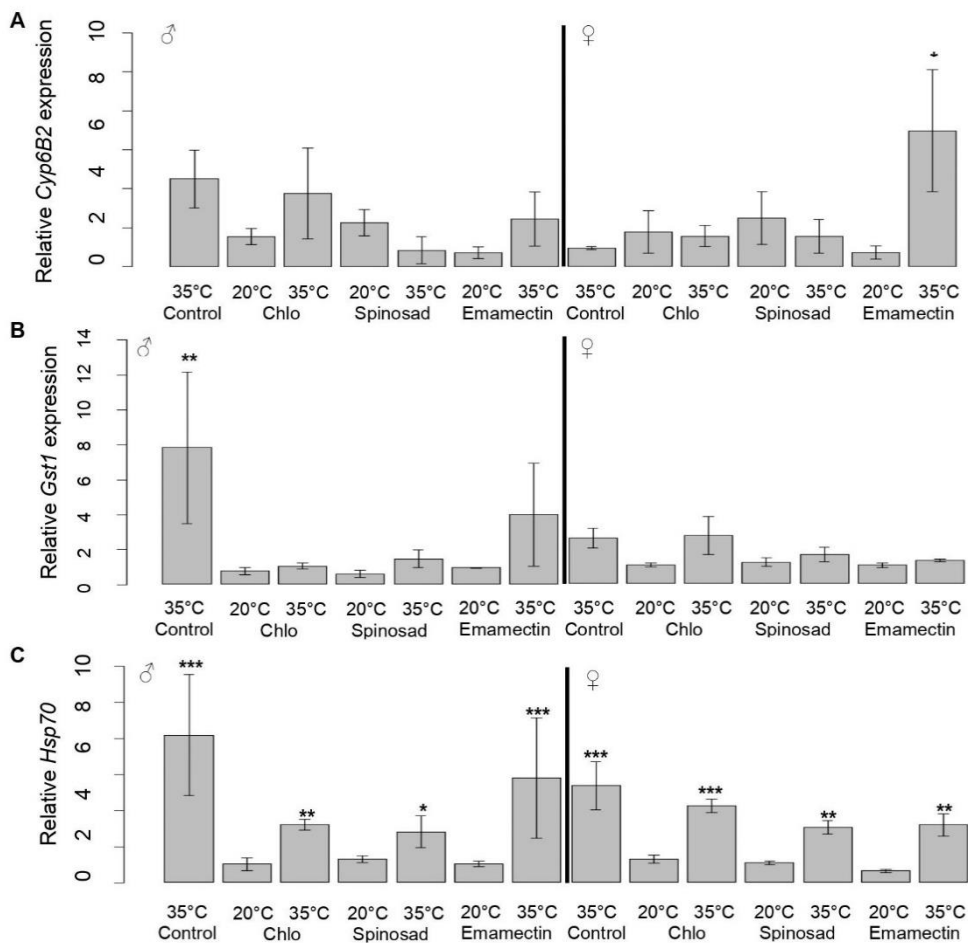 A
♂
♀
Relative Cyp6B2 expression
10
8
6
4
2
0
+
35°C 20°C 35°C 20°C 35°C 20°C 35°C 35°C 20°C 35°C 20°C 35°C 20°C 35°C
Control Chlo Spinosad Emamectin Control Chlo Spinosad Emamectin
B
♂
♀
Relative Gst1 expression
14
12
10
8
6
4
2
0
**
35°C 20°C 35°C 20°C 35°C 20°C 35°C 35°C 20°C 35°C 20°C 35°C 20°C 35°C
Control Chlo Spinosad Emamectin Control Chlo Spinosad Emamectin
C
♂
♀
Relative Hsp70
10
8
6
4
2
0
*** ** * *** *** *** ** **
35°C 20°C 35°C 20°C 35°C 20°C 35°C 35°C 20°C 35°C 20°C 35°C 20°C 35°C
Control Chlo Spinosad Emamectin Control Chlo Spinosad Emamectin